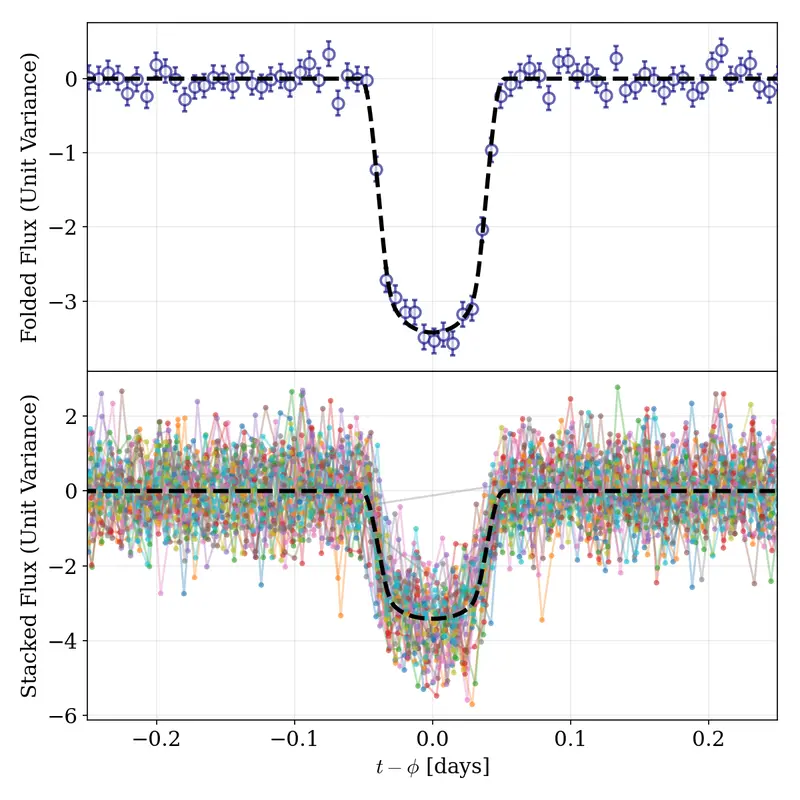 Folded Flux (Unit Variance)
0
−1
−2
−3
Stacked Flux (Unit Variance)
2
0
−2
−4
−6
−0.2 −0.1 0.0 0.1 0.2
t − ϕ [days]